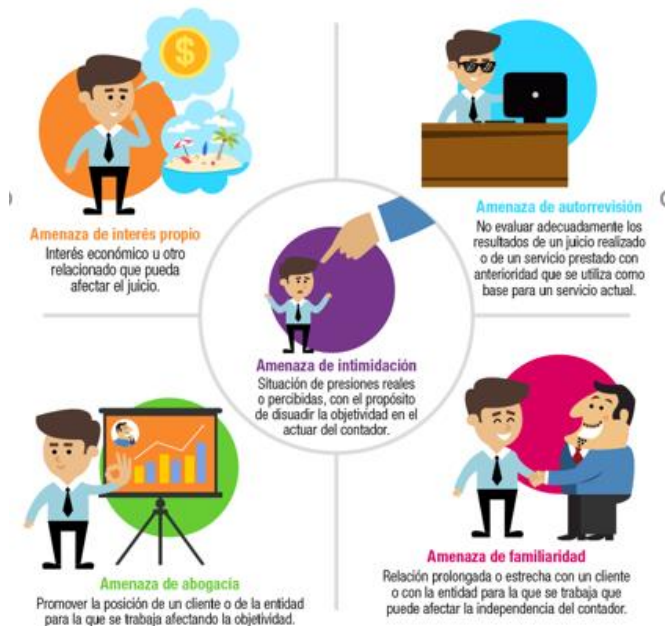 $
Amenaza de interés propio
Interés económico u otro
relacionado que pueda
afectar el juicio.
Amenaza de autorrevisión
No evaluar adecuadamente los
resultados de un juicio realizado
o de un servicio prestado con
anterioridad que se utiliza como
base para un servicio actual.
Amenaza de intimidación
Situación de presiones reales
o percibidas, con el propósito
de disuadir la objetividad en el
actuar del contador.
Amenaza de abogacía
Promover la posición de un cliente o de la entidad
para la que se trabaja afectando la objetividad.
Amenaza de familiaridad
Relación prolongada o estrecha con un cliente
o con la entidad para la que se trabaja que
puede afectar la independencia del contador.